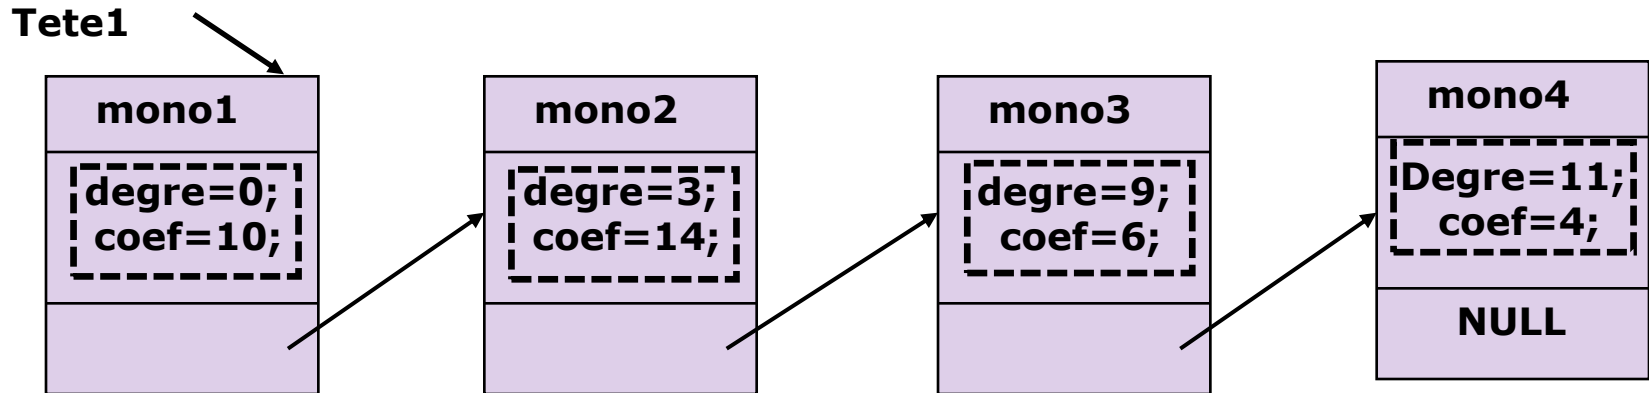 Tete1
mono1
degre=0;
coef=10;
mono2
degre=3;
coef=14;
mono3
degre=9;
coef=6;
mono4
Degre=11;
coef=4;
NULL